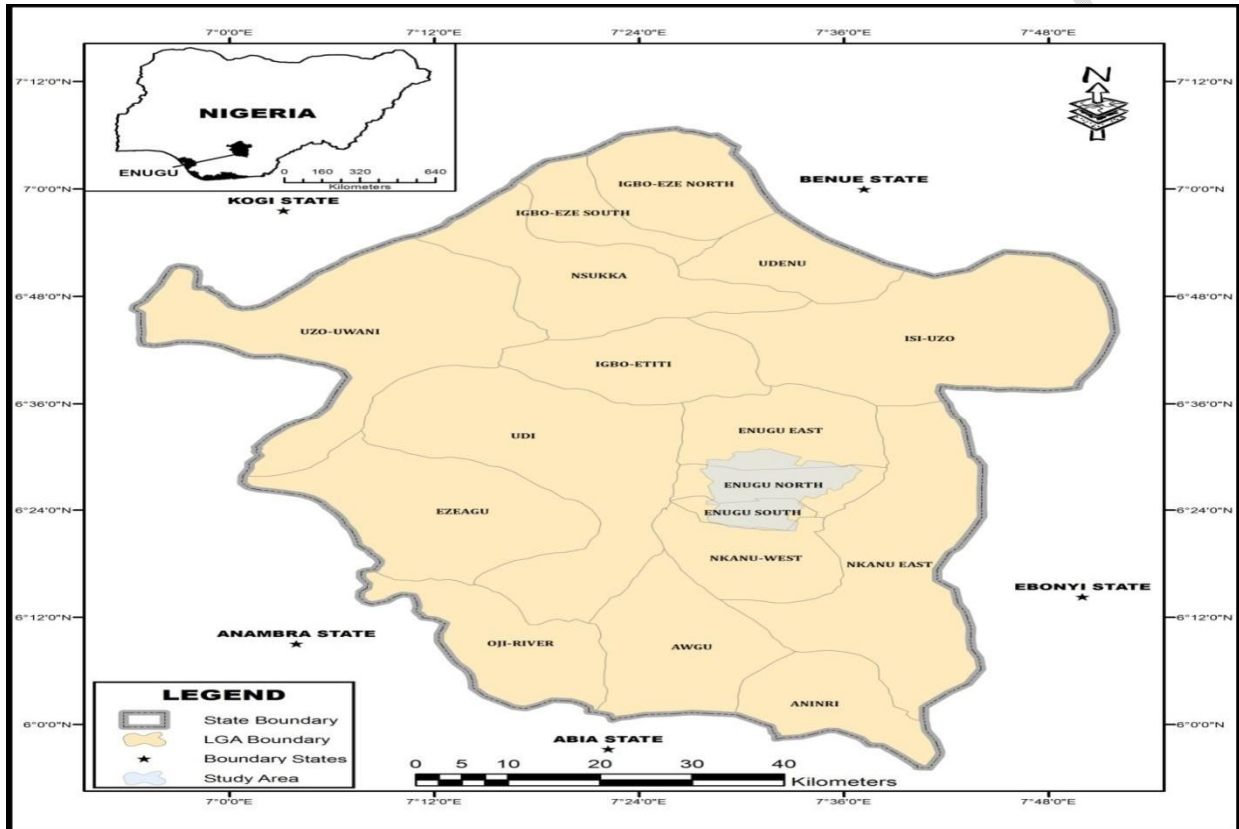 7°0'0"E 7°12'0"E 7°24'0"E 7°36'0"E 7°48'0"E
7°12'0"N 7°12'0"N
NIGERIA
ENUGU
0 160 320 640
Kilometers
N
7°0'0"N 7°0'0"N
KOGI STATE
BENUE STATE
IGBO-EZE NORTH
IGBO-EZE SOUTH
UDENU
NSUKKA
6°48'0"N 6°48'0"N
UZO-UWANI
ISI-UZO
IGBO-ETITI
6°36'0"N 6°36'0"N
UDI
ENUGU EAST
ENUGU NORTH
EZEAGU
ENUGU SOUTH
6°24'0"N 6°24'0"N
NKANU-WEST
NKANU EAST
EBONYI STATE
6°12'0"N 6°12'0"N
ANAMBRA STATE
OJI-RIVER
AWGU
ANINRI
6°0'0"N 6°0'0"N
ABIA STATE
LEGEND
State Boundary
LGA Boundary
Boundary States
Study Area
0 5 10 20 30 40
Kilometers
7°0'0"E 7°12'0"E 7°24'0"E 7°36'0"E 7°48'0"E